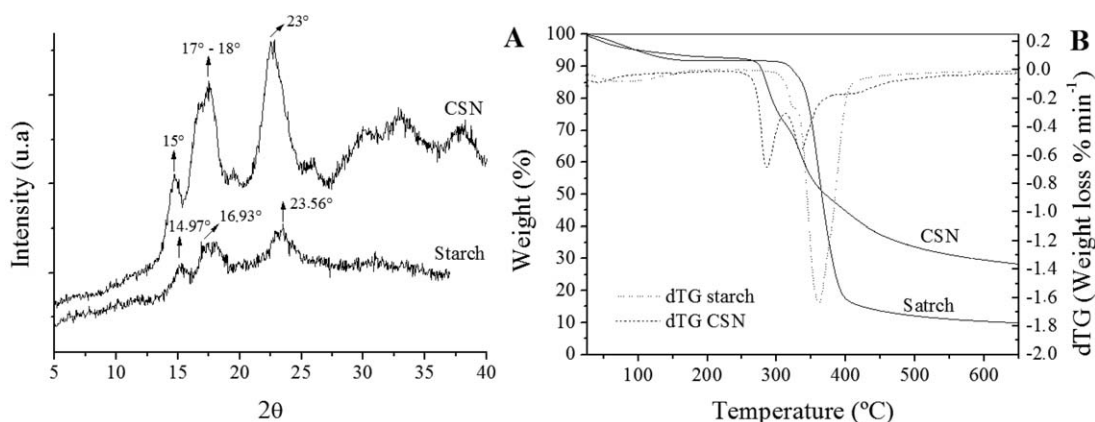 A
23°
17° - 18°
CSN
15°
14.97°
16.93°
23.56°
Starch
Intensity (u.a)
5 10 15 20 25 30 35 40
2θ
B
100
90
80
70
60
50
40
30
20
10
0
Weight (%)
0.2
0.0
-0.2
-0.4
-0.6
-0.8
-1.0
-1.2
-1.4
-1.6
-1.8
-2.0
dTG (Weight loss % min⁻¹)
CSN
Satrch
dTG starch
dTG CSN
100 200 300 400 500 600
Temperature (ºC)